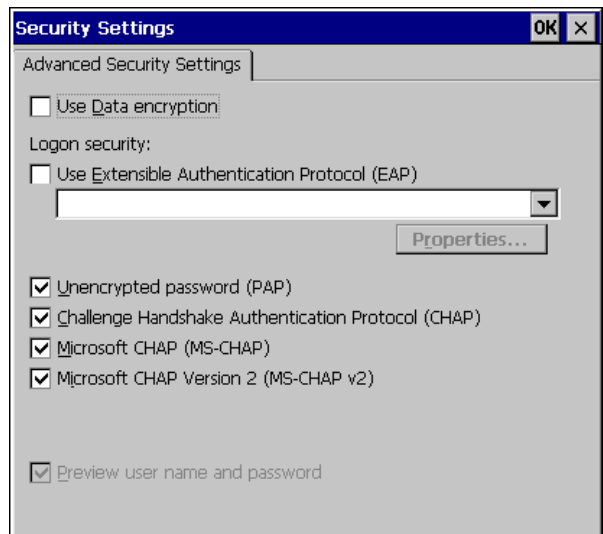 Security Settings OK ×
Advanced Security Settings
Use Data encryption
Logon security:
Use Extensible Authentication Protocol (EAP)
Properties...
Unencrypted password (PAP)
Challenge Handshake Authentication Protocol (CHAP)
Microsoft CHAP (MS-CHAP)
Microsoft CHAP Version 2 (MS-CHAP v2)
Preview user name and password